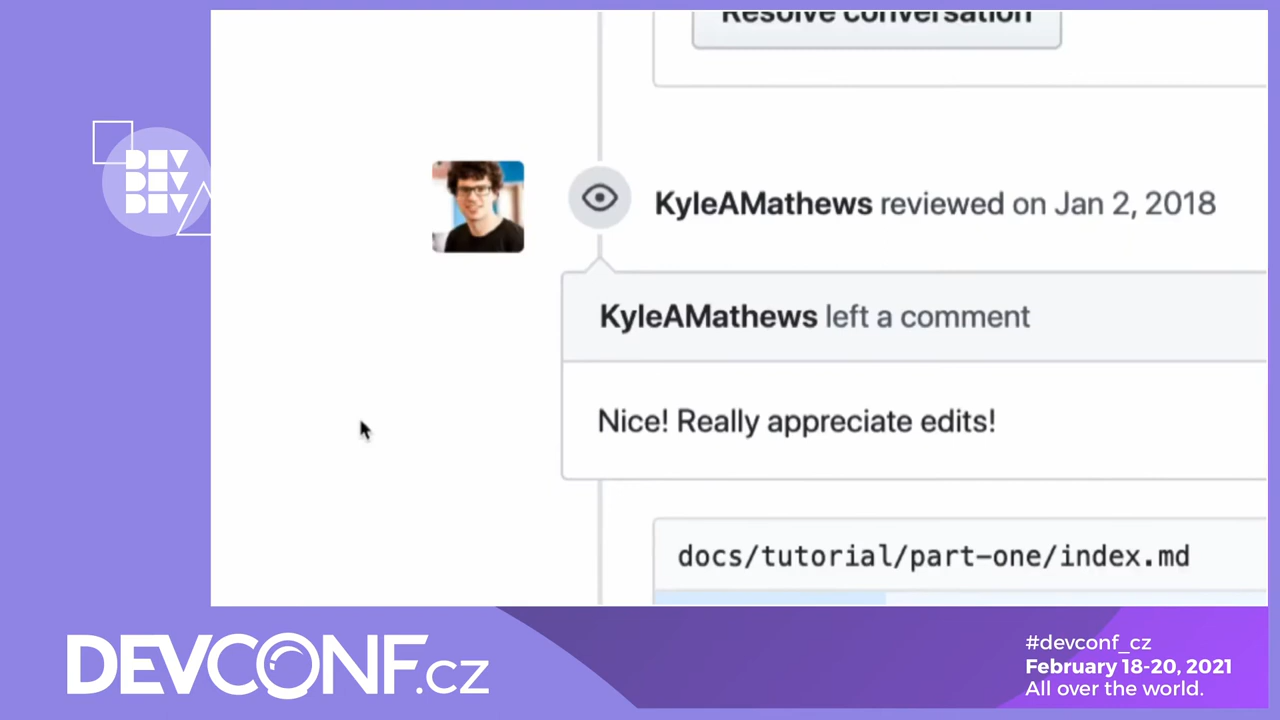 Resolve conversation
DEV
DEV
DEV
KyleAMathews reviewed on Jan 2, 2018
KyleAMathews left a comment
Nice! Really appreciate edits!
docs/tutorial/part-one/index.md
DEVCONF.cz
#devconf_cz
February 18-20, 2021
All over the world.